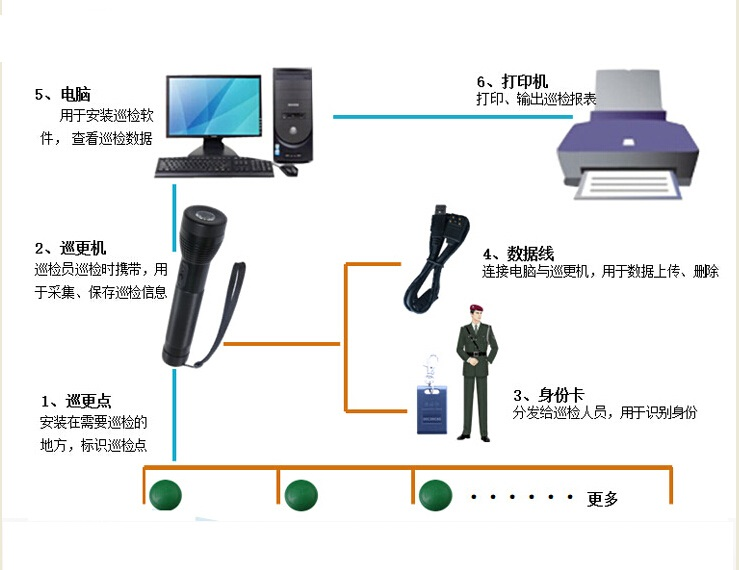 5、电脑
用于安装巡检软
件，查看巡检数据
6、打印机
打印、输出巡检报表
2、巡更机
巡检员巡检时携带，用
于采集、保存巡检信息
4、数据线
连接电脑与巡更机，用于数据上传、删除
3、身份卡
分发给巡检人员，用于识别身份
1、巡更点
安装在需要巡检的
地方，标识巡检点
······ 更多